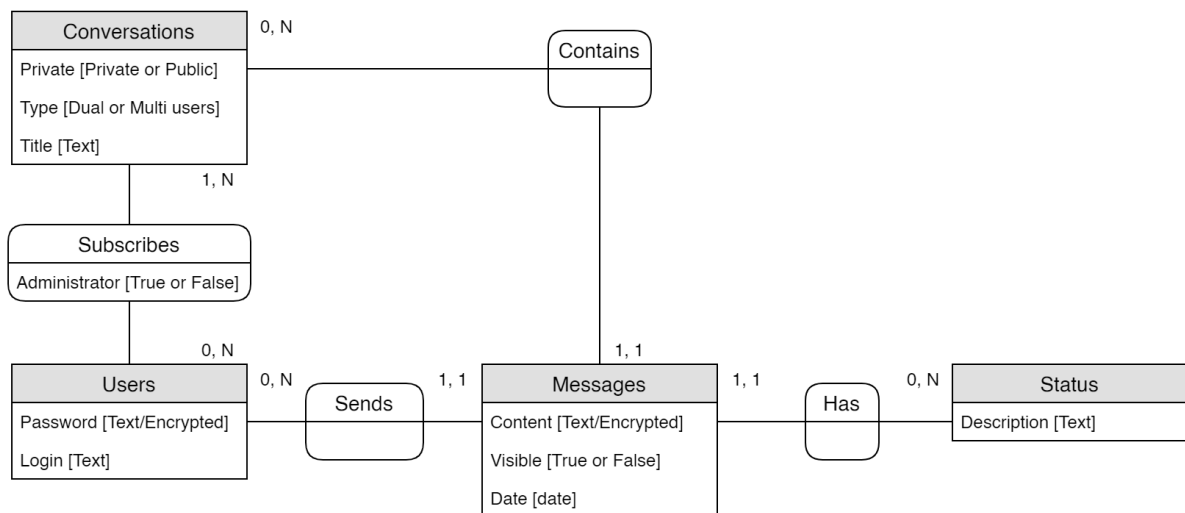 Conversations
0, N
Private [Private or Public]
Type [Dual or Multi users]
Title [Text]
Contains
1, N
Subscribes
Administrator [True or False]
0, N
1, 1
Users
Password [Text/Encrypted]
Login [Text]
0, N
Sends
1, 1
Messages
Content [Text/Encrypted]
Visible [True or False]
Date [date]
1, 1
Has
0, N
Status
Description [Text]